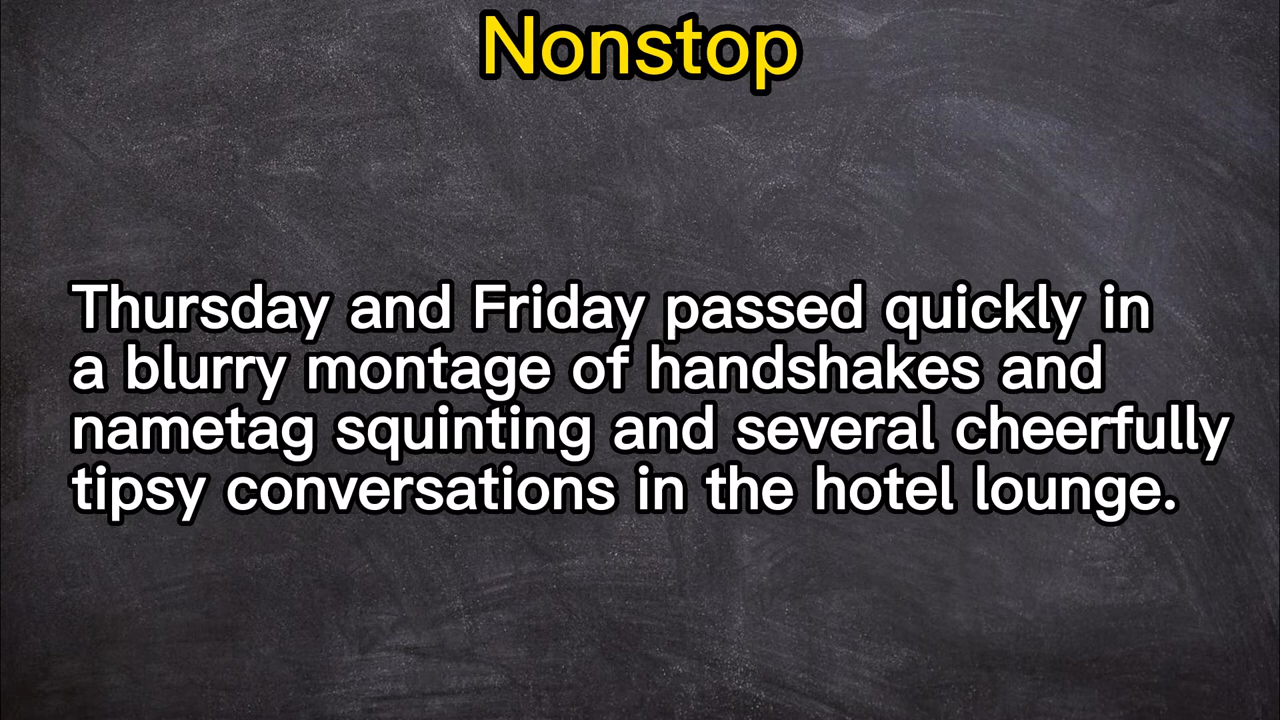 Nonstop
Thursday and Friday passed quickly in
a blurry montage of handshakes and
nametag squinting and several cheerfully
tipsy conversations in the hotel lounge.